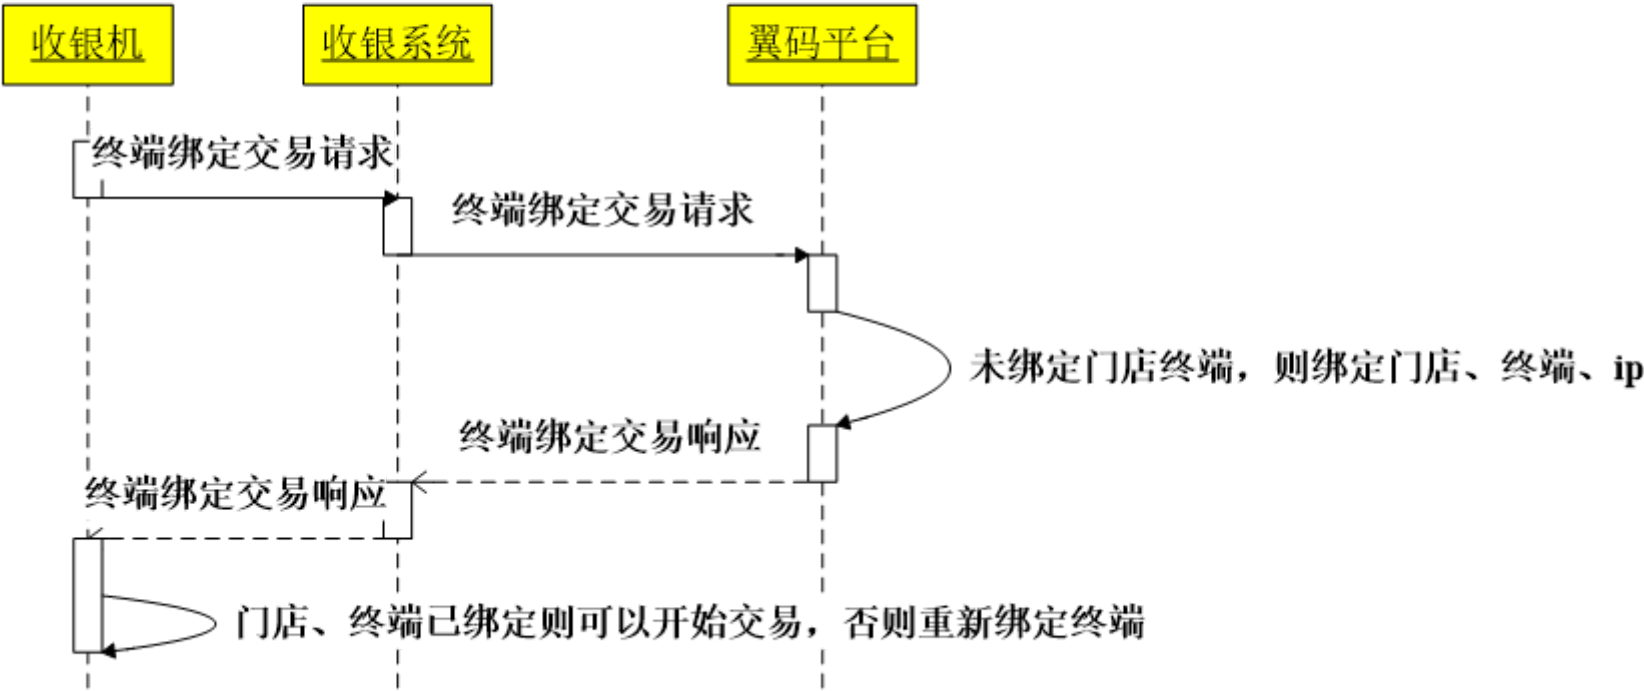 收银机
收银系统
翼码平台
终端绑定交易请求
终端绑定交易请求
未绑定门店终端，则绑定门店、终端、ip
终端绑定交易响应
终端绑定交易响应
门店、终端已绑定则可以开始交易，否则重新绑定终端